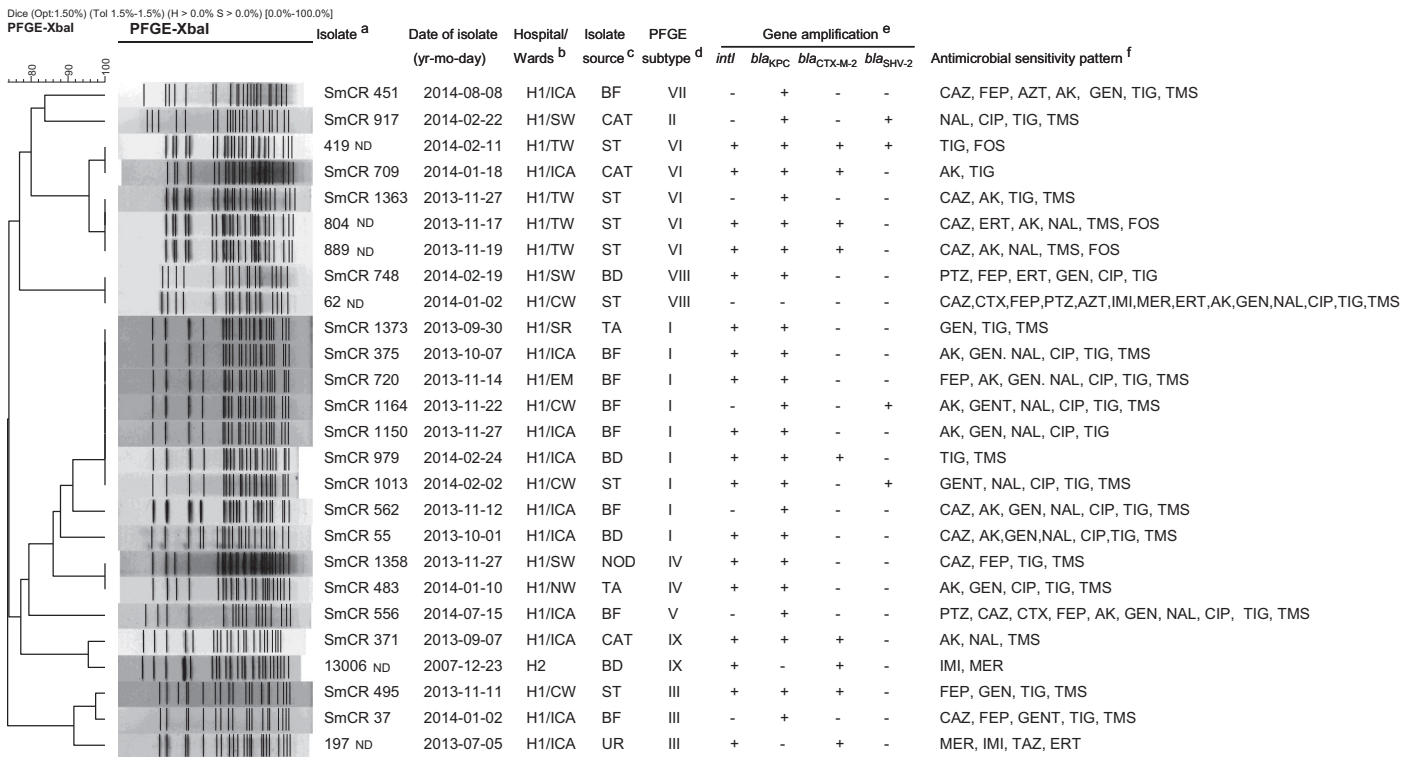 Dice (Opt:1.50%) (Tol 1.5%-1.5%) (H > 0.0% S > 0.0%) [0.0%-100.0%]
PFGE-XbaI PFGE-XbaI Isolate a Date of isolate Hospital/ Isolate PFGE Gene amplification e
(yr-mo-day) Wards b source c subtype d intI blaKPC blaCTX-M-2 blaSHV-2 Antimicrobial sensitivity pattern f
80 90 100
SmCR 451 2014-08-08 H1/ICA BF VII - + - - CAZ, FEP, AZT, AK, GEN, TIG, TMS
SmCR 917 2014-02-22 H1/SW CAT II - + - + NAL, CIP, TIG, TMS
419 ND 2014-02-11 H1/TW ST VI + + + + TIG, FOS
SmCR 709 2014-01-18 H1/ICA CAT VI + + + - AK, TIG
SmCR 1363 2013-11-27 H1/TW ST VI - + - - CAZ, AK, TIG, TMS
804 ND 2013-11-17 H1/TW ST VI + + + - CAZ, ERT, AK, NAL, TMS, FOS
889 ND 2013-11-19 H1/TW ST VI + + + - CAZ, AK, NAL, TMS, FOS
SmCR 748 2014-02-19 H1/SW BD VIII + + - - PTZ, FEP, ERT, GEN, CIP, TIG
62 ND 2014-01-02 H1/CW ST VIII - - - - CAZ,CTX,FEP,PTZ,AZT,IMI,MER,ERT,AK,GEN,NAL,CIP,TIG,TMS
SmCR 1373 2013-09-30 H1/SR TA I + + - - GEN, TIG, TMS
SmCR 375 2013-10-07 H1/ICA BF I + + - - AK, GEN. NAL, CIP, TIG, TMS
SmCR 720 2013-11-14 H1/EM BF I + + - - FEP, AK, GEN. NAL, CIP, TIG, TMS
SmCR 1164 2013-11-22 H1/CW BF I - + - + AK, GENT, NAL, CIP, TIG, TMS
SmCR 1150 2013-11-27 H1/ICA BF I + + - - AK, GEN, NAL, CIP, TIG
SmCR 979 2014-02-24 H1/ICA BD I + + + - TIG, TMS
SmCR 1013 2014-02-02 H1/CW ST I + + - + GENT, NAL, CIP, TIG, TMS
SmCR 562 2013-11-12 H1/ICA BF I - + - - CAZ, AK, GEN, NAL, CIP, TIG, TMS
SmCR 55 2013-10-01 H1/ICA BD I + + - - CAZ, AK,GEN,NAL, CIP,TIG, TMS
SmCR 1358 2013-11-27 H1/SW NOD IV + + - - CAZ, FEP, TIG, TMS
SmCR 483 2014-01-10 H1/NW TA IV + + - - AK, GEN, CIP, TIG, TMS
SmCR 556 2014-07-15 H1/ICA BF V - + - - PTZ, CAZ, CTX, FEP, AK, GEN, NAL, CIP, TIG, TMS
SmCR 371 2013-09-07 H1/ICA CAT IX + + + - AK, NAL, TMS
13006 ND 2007-12-23 H2 BD IX + - + - IMI, MER
SmCR 495 2013-11-11 H1/CW ST III + + + - FEP, GEN, TIG, TMS
SmCR 37 2014-01-02 H1/ICA BF III - + - - CAZ, FEP, GENT, TIG, TMS
197 ND 2013-07-05 H1/ICA UR III + - + - MER, IMI, TAZ, ERT